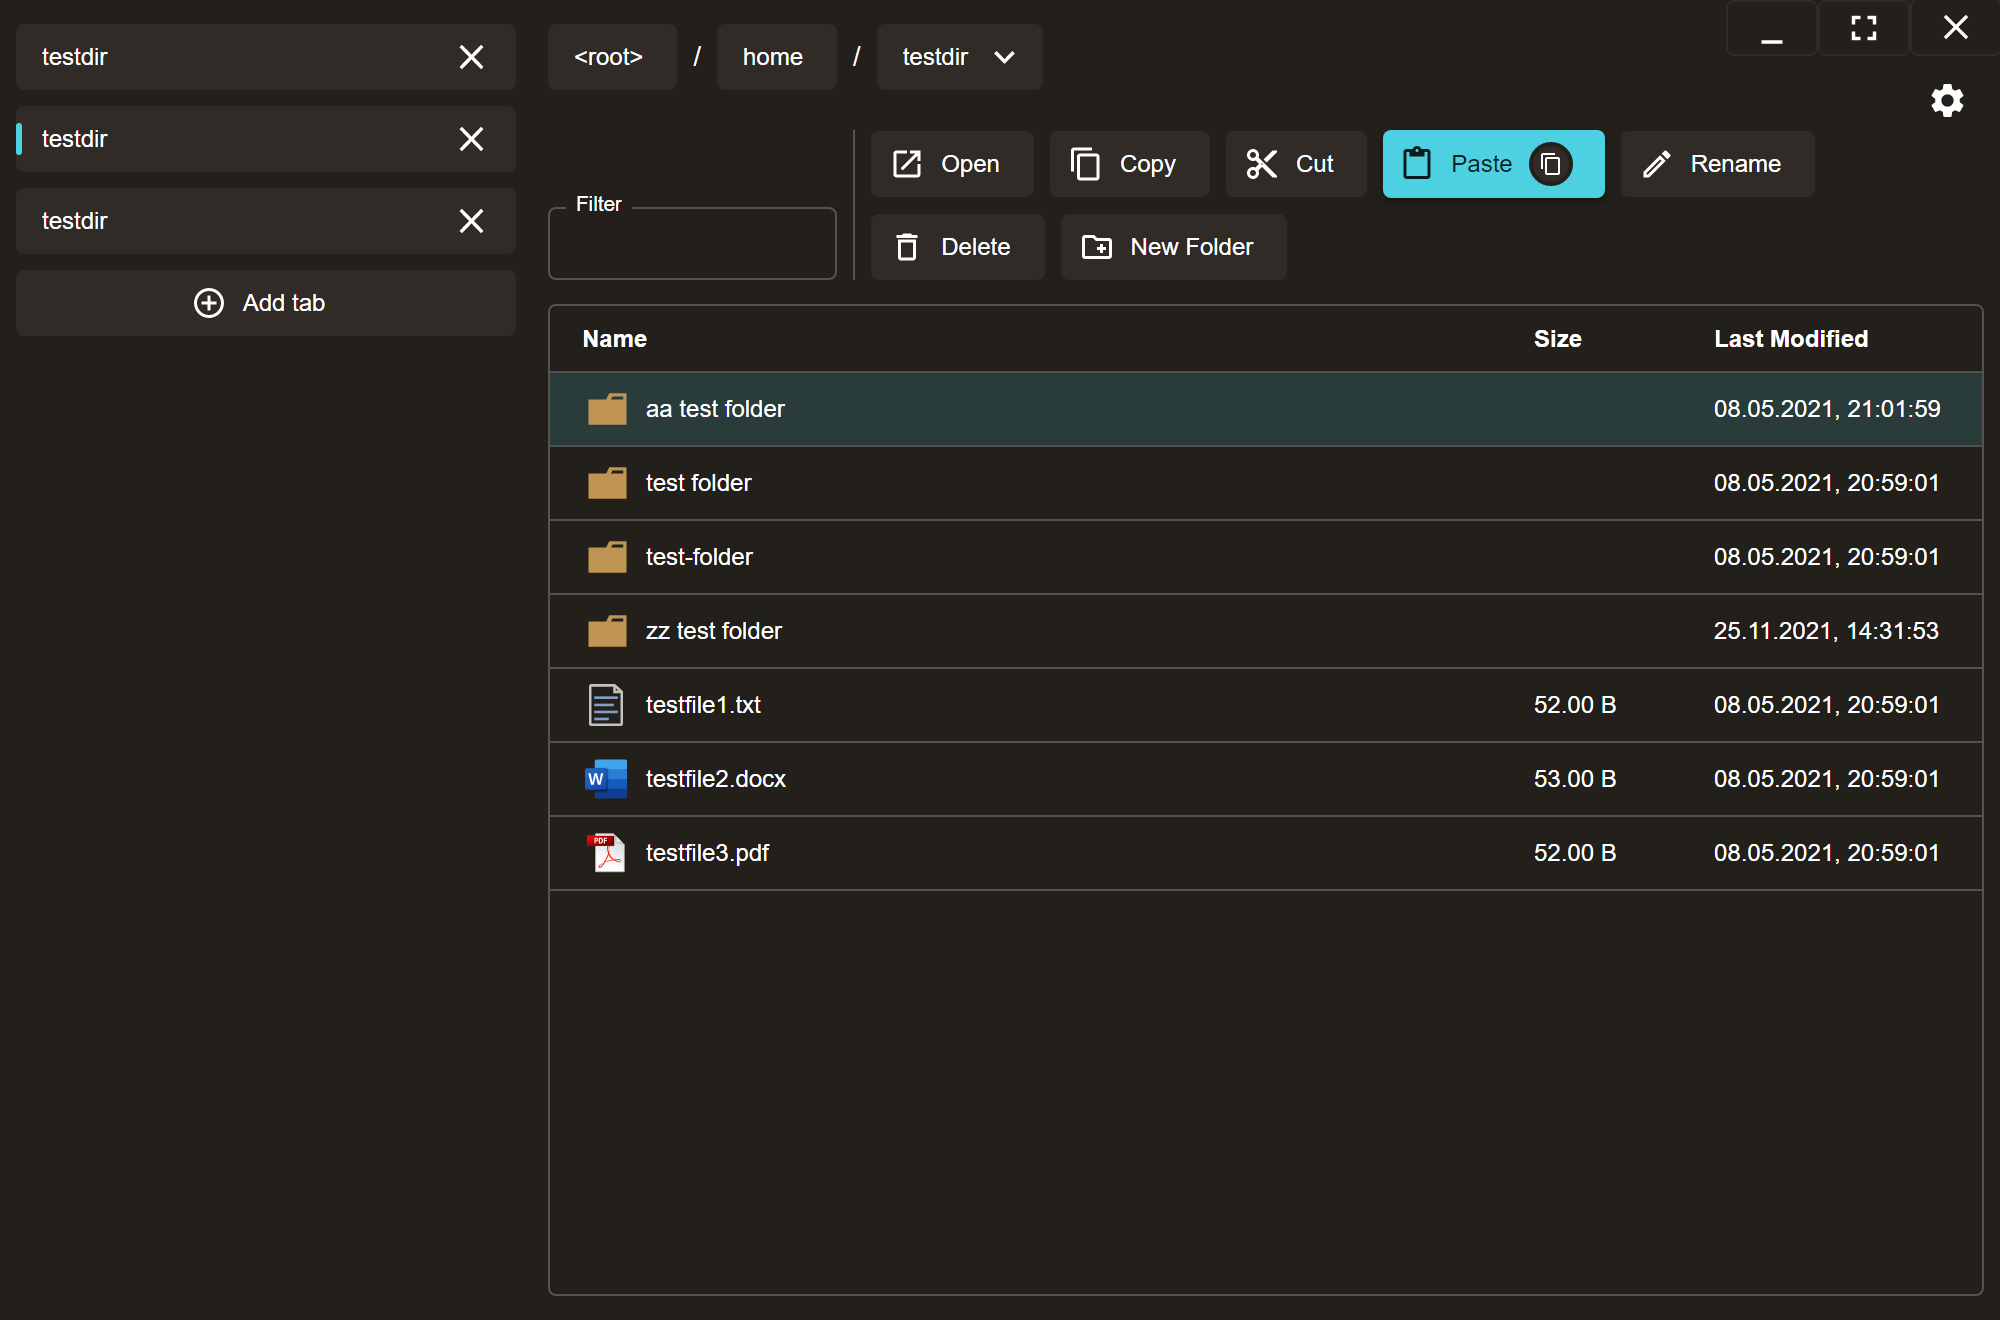 testdir
testdir
testdir
Add tab
<root> / home / testdir
Filter
Open Copy Cut Paste Rename
Delete New Folder
Name Size Last Modified
aa test folder 08.05.2021, 21:01:59
test folder 08.05.2021, 20:59:01
test-folder 08.05.2021, 20:59:01
zz test folder 25.11.2021, 14:31:53
testfile1.txt 52.00 B 08.05.2021, 20:59:01
W testfile2.docx 53.00 B 08.05.2021, 20:59:01
PDF testfile3.pdf 52.00 B 08.05.2021, 20:59:01